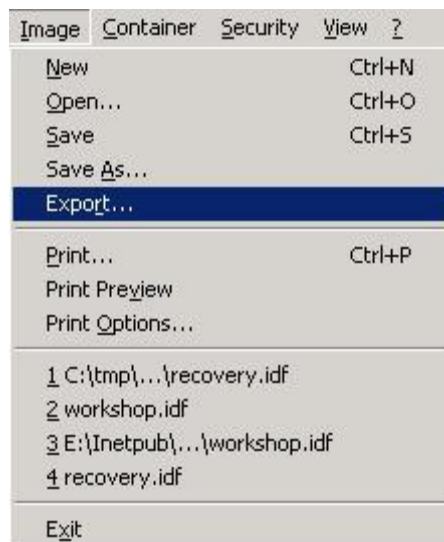 Image Container Security View ?
New Ctrl+N
Open... Ctrl+O
Save Ctrl+S
Save As...
Export...
Print... Ctrl+P
Print Preview
Print Options...
1 C:\tmp\...\recovery.idf
2 workshop.idf
3 E:\Inetpub\...\workshop.idf
4 recovery.idf
Exit